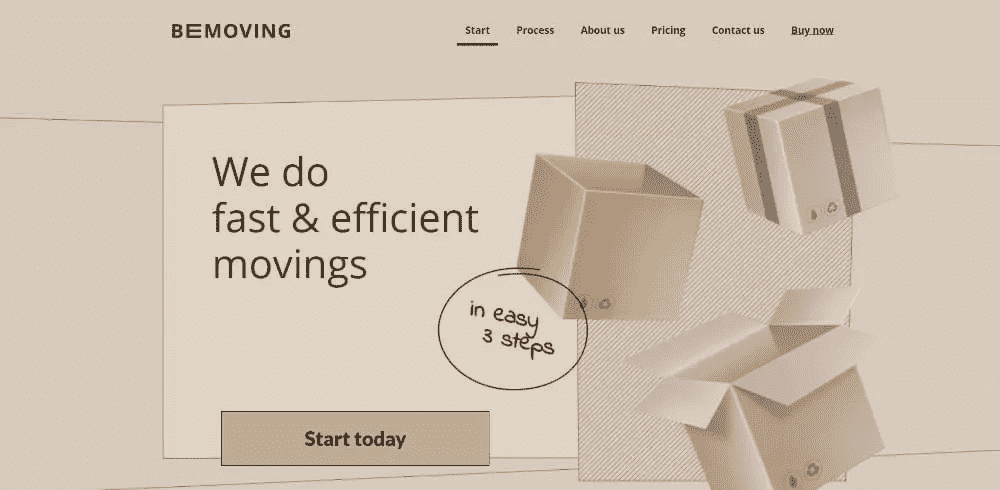 BEMOVING
Start Process About us Pricing Contact us Buy now
We do
fast & efficient
movings
in easy
3 steps
Start today